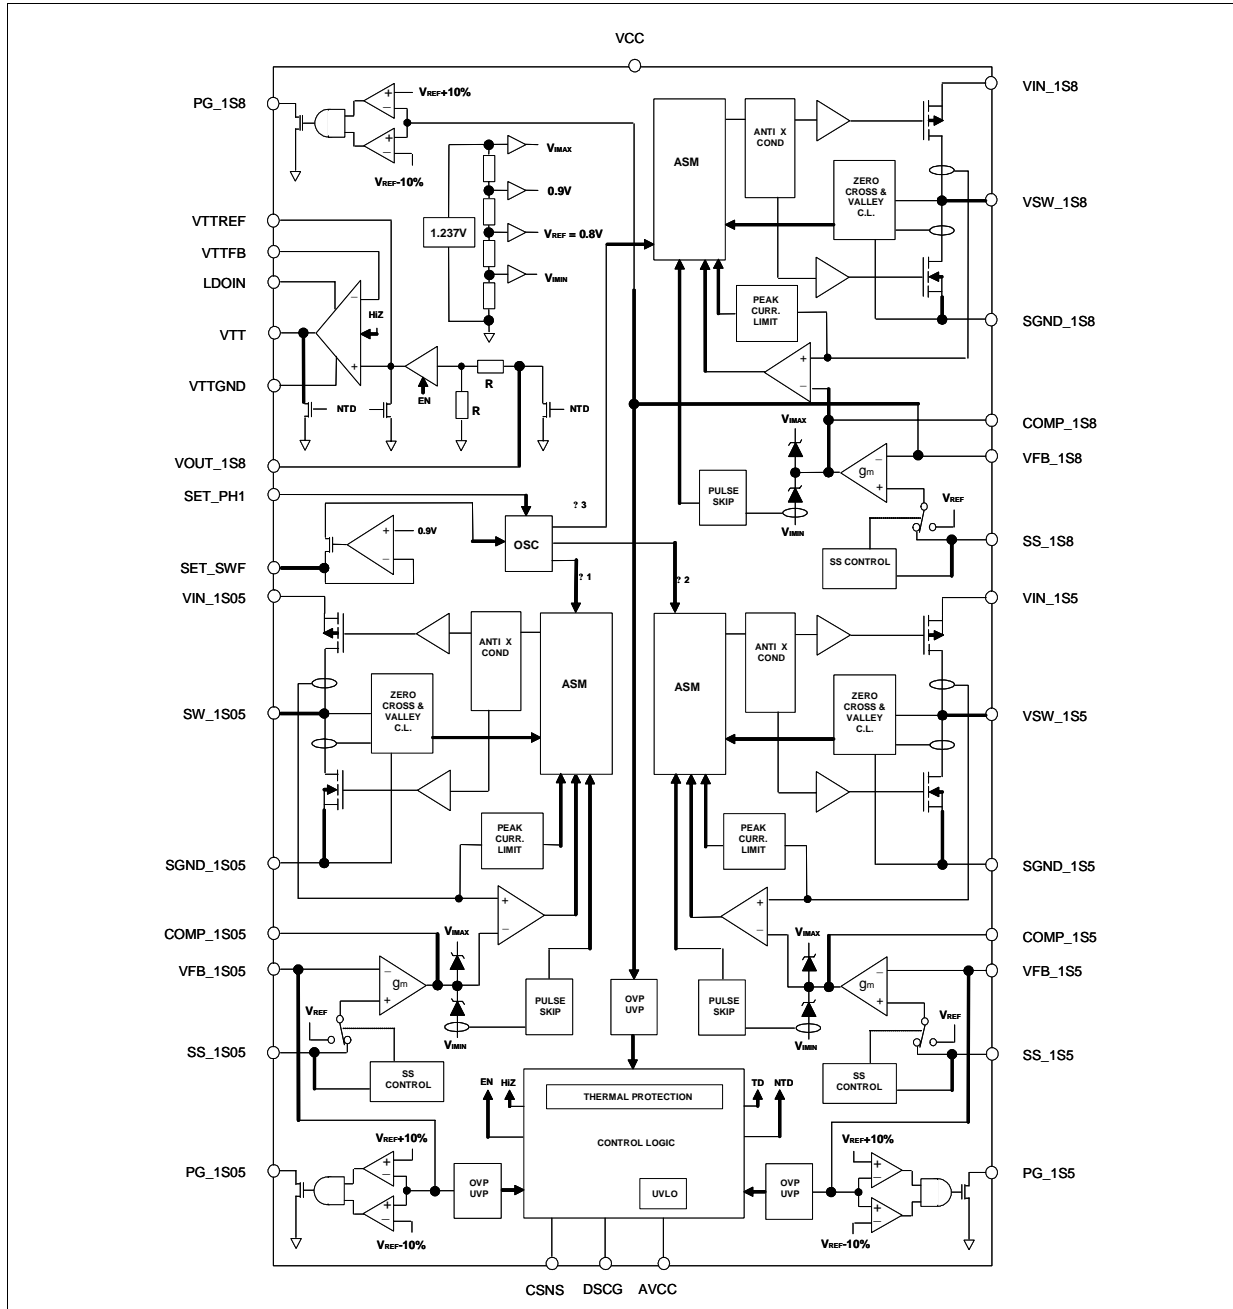 VCC
PG_1S8
VREF+10%
VREF-10%
VIN_1S8
ASM
ANTI X
COND
ZERO
CROSS &
VALLEY
C.L.
VSW_1S8
PEAK
CURR.
LIMIT
SGND_1S8
1.237V
VIMAX
0.9V
VREF = 0.8V
VIMIN
VTTREF
VTTFB
LDOIN
HiZ
VTT
VTTGND
NTD
EN
R
R
NTD
VOUT_1S8
SET_PH1
? 3
0.9V
OSC
SET_SWF
? 1
? 2
COMP_1S8
VIMAX
VFB_1S8
gm
PULSE
SKIP
VREF
VIMIN
SS CONTROL
SS_1S8
VIN_1S05
ANTI X
COND
ASM
ZERO
CROSS &
VALLEY
C.L.
SW_1S05
PEAK
CURR.
LIMIT
SGND_1S05
VIN_1S5
ASM
ANTI X
COND
ZERO
CROSS &
VALLEY
C.L.
VSW_1S5
PEAK
CURR.
LIMIT
SGND_1S5
COMP_1S05
VIMAX
VFB_1S05
gm
PULSE
SKIP
VREF
VIMIN
SS_1S05
SS
CONTROL
OVP
UVP
COMP_1S5
VIMAX
VFB_1S5
gm
PULSE
SKIP
VREF
VIMIN
SS_1S5
SS
CONTROL
EN
HiZ
TD
NTD
THERMAL PROTECTION
CONTROL LOGIC
UVLO
VREF+10%
PG_1S05
VREF-10%
OVP
UVP
OVP
UVP
VREF+10%
PG_1S5
VREF-10%
CSNS
DSCG
AVCC